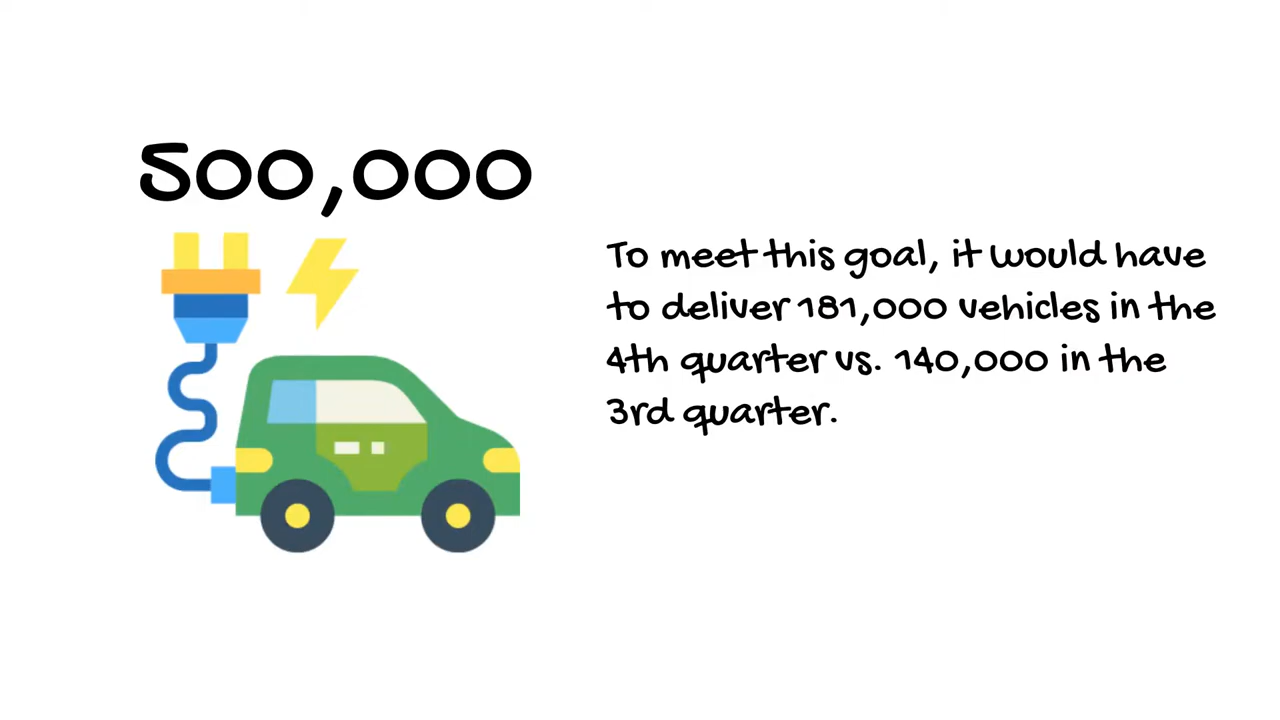 500,000
To meet this goal, it would have
to deliver 181,000 vehicles in the
4th quarter vs. 140,000 in the
3rd quarter.